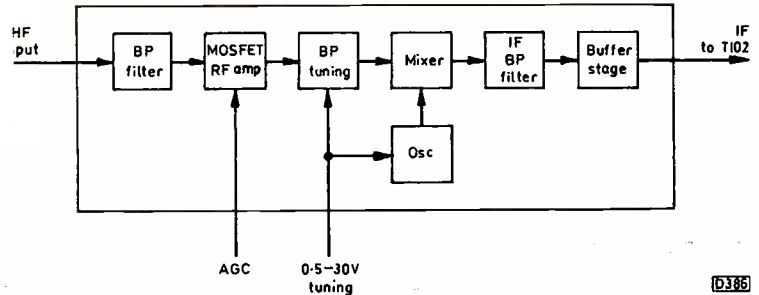 HF
put
BP
filter
MOSFET
RF amp
BP
tuning
Mixer
IF
BP
filter
Buffer
stage
IF
to T102
Osc
AGC
0·5–30V
tuning
D386